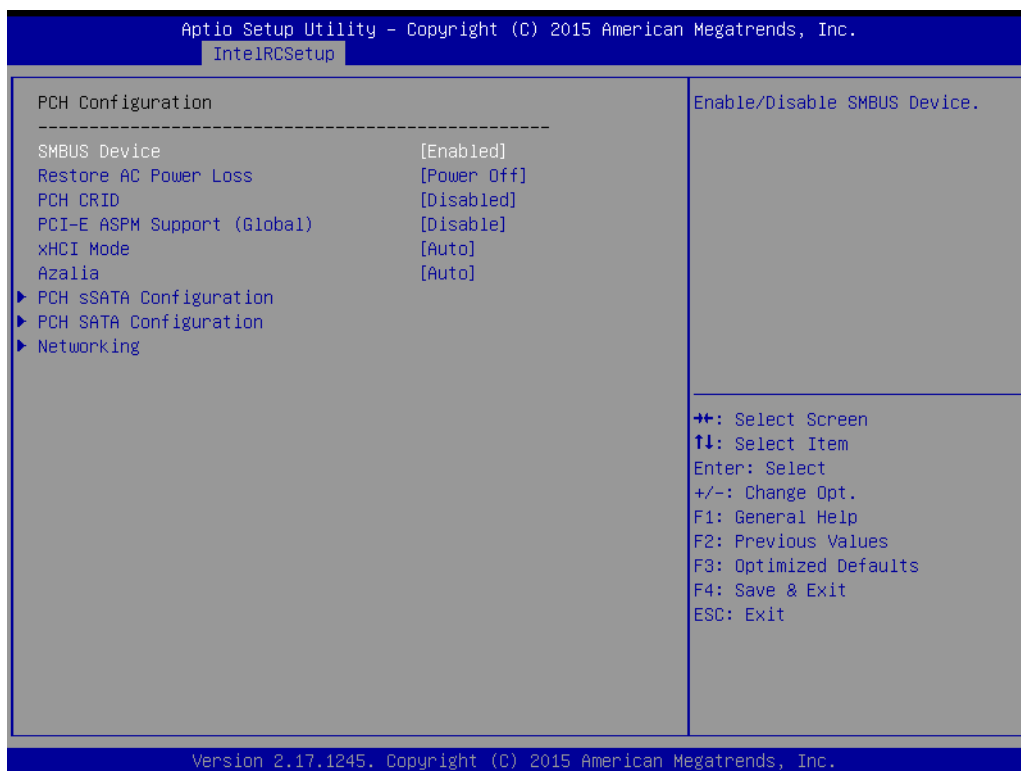 Aptio Setup Utility – Copyright (C) 2015 American Megatrends, Inc.
IntelRCSetup
PCH Configuration
--------------------------------------------------
SMBUS Device [Enabled]
Restore AC Power Loss [Power Off]
PCH CRID [Disabled]
PCI-E ASPM Support (Global) [Disable]
xHCI Mode [Auto]
Azalia [Auto]
PCH sSATA Configuration
PCH SATA Configuration
Networking
Enable/Disable SMBUS Device.
→←: Select Screen
↑↓: Select Item
Enter: Select
+/-: Change Opt.
F1: General Help
F2: Previous Values
F3: Optimized Defaults
F4: Save & Exit
ESC: Exit
Version 2.17.1245. Copyright (C) 2015 American Megatrends, Inc.